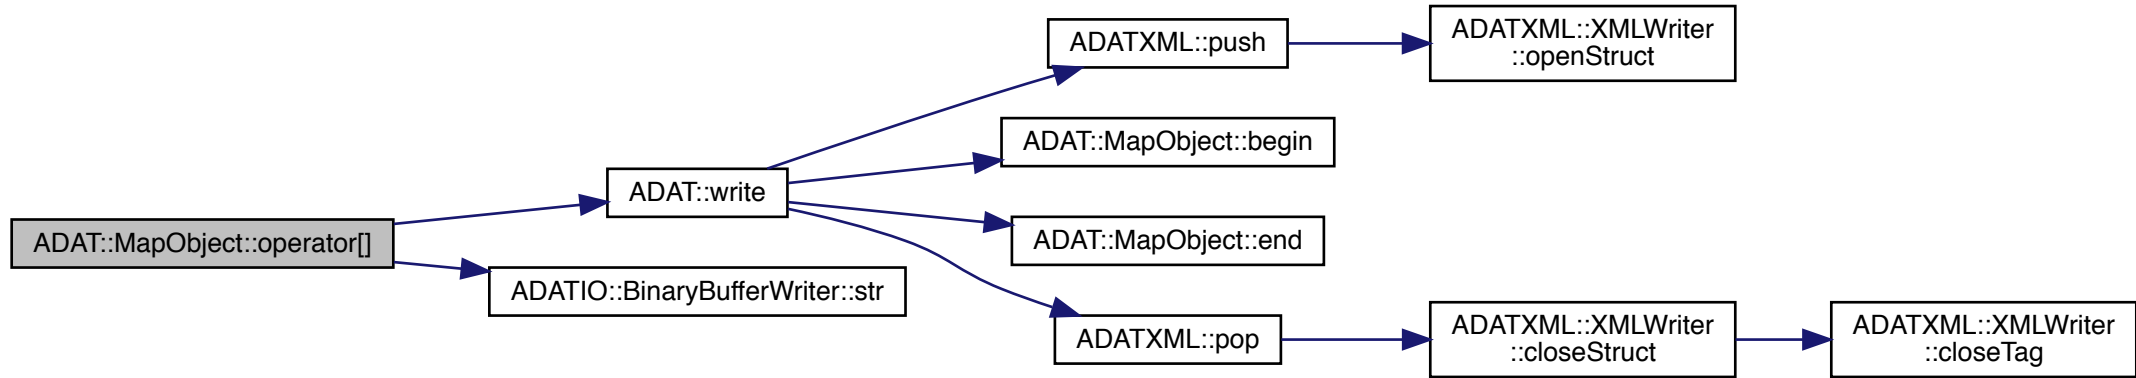 ADATXML::push
ADATXML::XMLWriter
::openStruct
ADAT::MapObject::begin
ADAT::write
ADAT::MapObject::operator[]
ADAT::MapObject::end
ADATIO::BinaryBufferWriter::str
ADATXML::pop
ADATXML::XMLWriter
::closeStruct
ADATXML::XMLWriter
::closeTag